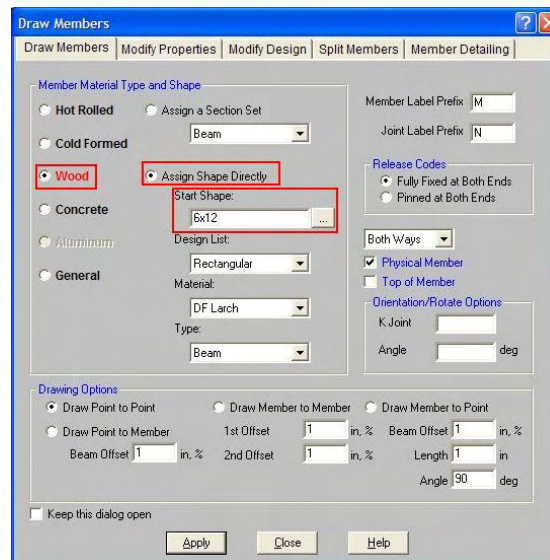 Draw Members
Draw Members Modify Properties Modify Design Split Members Member Detailing
Member Material Type and Shape
Hot Rolled
Cold Formed
Wood
Concrete
Aluminum
General
Assign a Section Set
Beam
Assign Shape Directly
Start Shape:
6x12 ...
Design List:
Rectangular
Material:
DF Larch
Type:
Beam
Member Label Prefix M
Joint Label Prefix N
Release Codes
Fully Fixed at Both Ends
Pinned at Both Ends
Both Ways
Physical Member
Top of Member
Orientation/Rotate Options
K Joint
Angle deg
Drawing Options
Draw Point to Point
Draw Point to Member
Beam Offset 1 in, %
Draw Member to Member
1st Offset 1 in, %
2nd Offset 1 in, %
Draw Member to Point
Beam Offset 1 in, %
Length 1 in
Angle 90 deg
Keep this dialog open
Apply Close Help